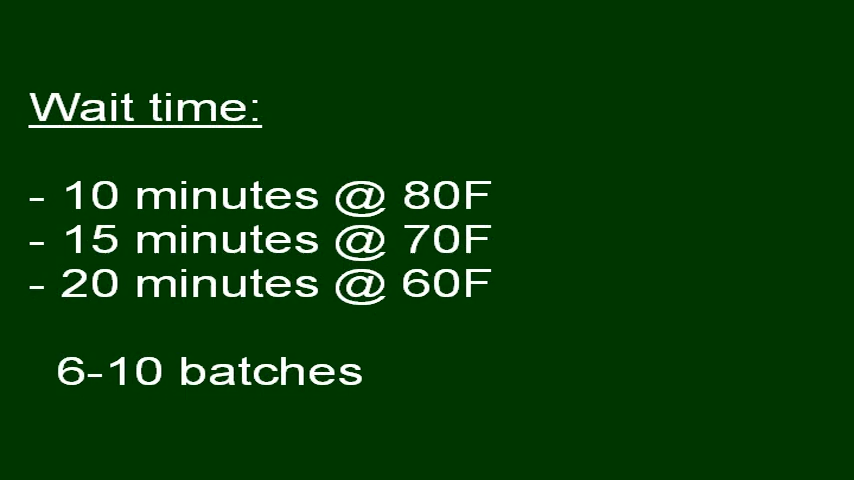 Wait time:
- 10 minutes @ 80F
- 15 minutes @ 70F
- 20 minutes @ 60F
6-10 batches